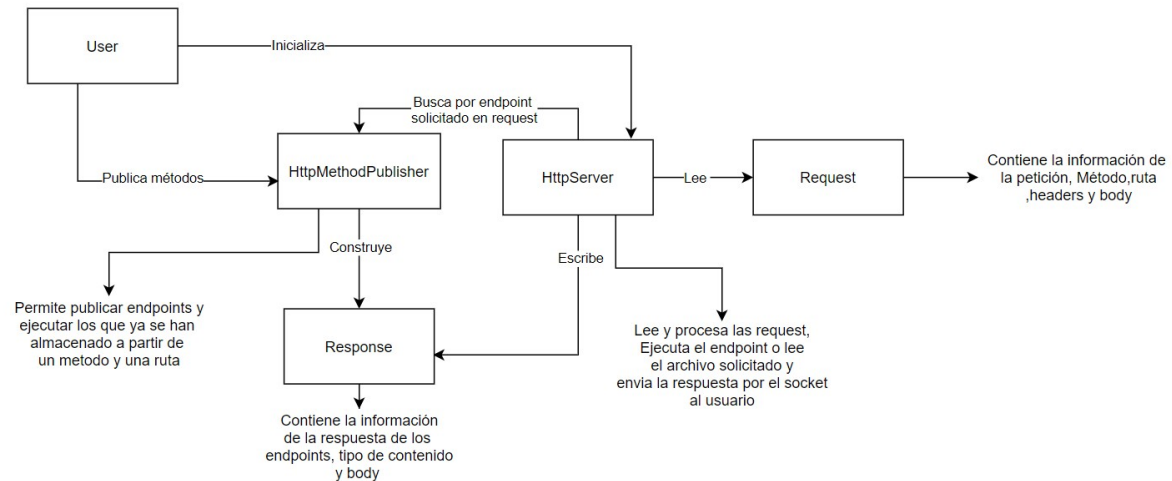 User
Inicializa
Busca por endpoint
solicitado en request
HttpMethodPublisher
HttpServer
Lee
Request
Contiene la información de
la petición, Método,ruta
,headers y body
Publica métodos
Construye
Escribe
Permite publicar endpoints y
ejecutar los que ya se han
almacenado a partir de
un metodo y una ruta
Response
Lee y procesa las request,
Ejecuta el endpoint o lee
el archivo solicitado y
envia la respuesta por el socket
al usuario
Contiene la información
de la respuesta de los
endpoints, tipo de contenido
y body